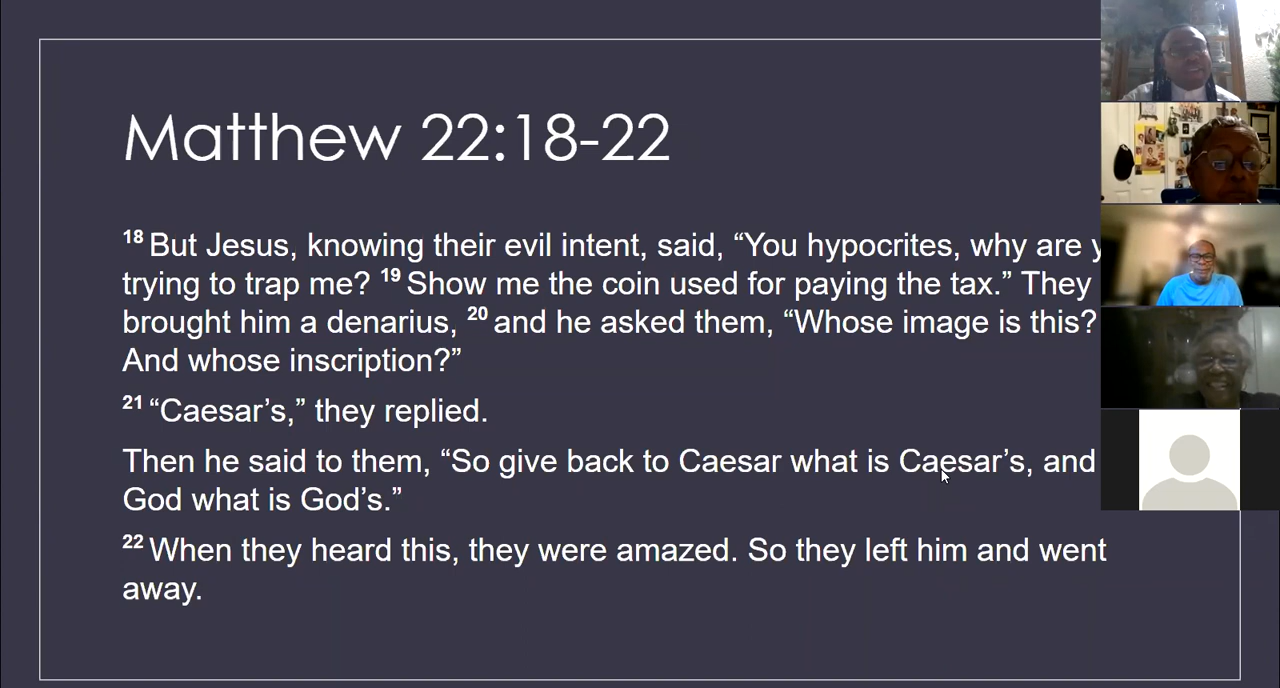 Matthew 22:18-22
18 But Jesus, knowing their evil intent, said, “You hypocrites, why are
trying to trap me? 19 Show me the coin used for paying the tax.” They
brought him a denarius, 20 and he asked them, “Whose image is this?
And whose inscription?”
21 “Caesar’s,” they replied.
Then he said to them, “So give back to Caesar what is Caesar’s, and
God what is God’s.”
22 When they heard this, they were amazed. So they left him and went
away.